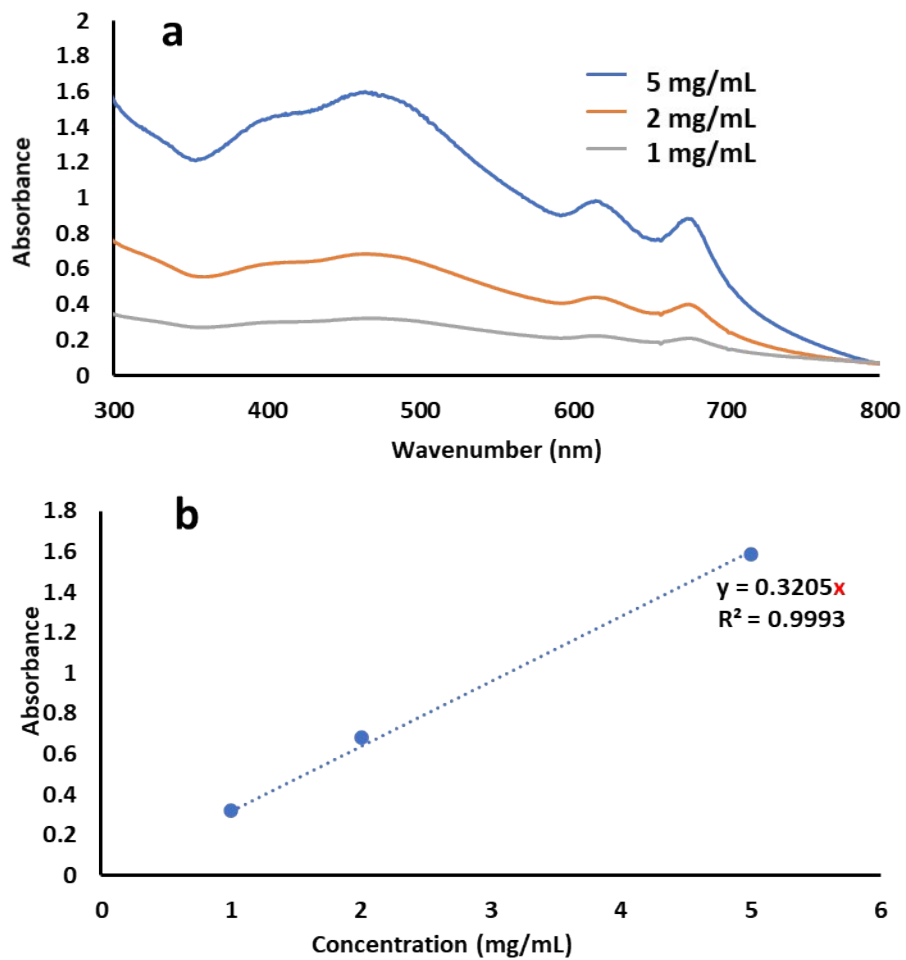 a
2
1.8
1.6
1.4
1.2
1
0.8
0.6
0.4
0.2
0
Absorbance
5 mg/mL
2 mg/mL
1 mg/mL
300 400 500 600 700 800
Wavenumber (nm)
b
1.8
1.6
1.4
1.2
1
0.8
0.6
0.4
0.2
0
Absorbance
y = 0.3205x
R² = 0.9993
0 1 2 3 4 5 6
Concentration (mg/mL)